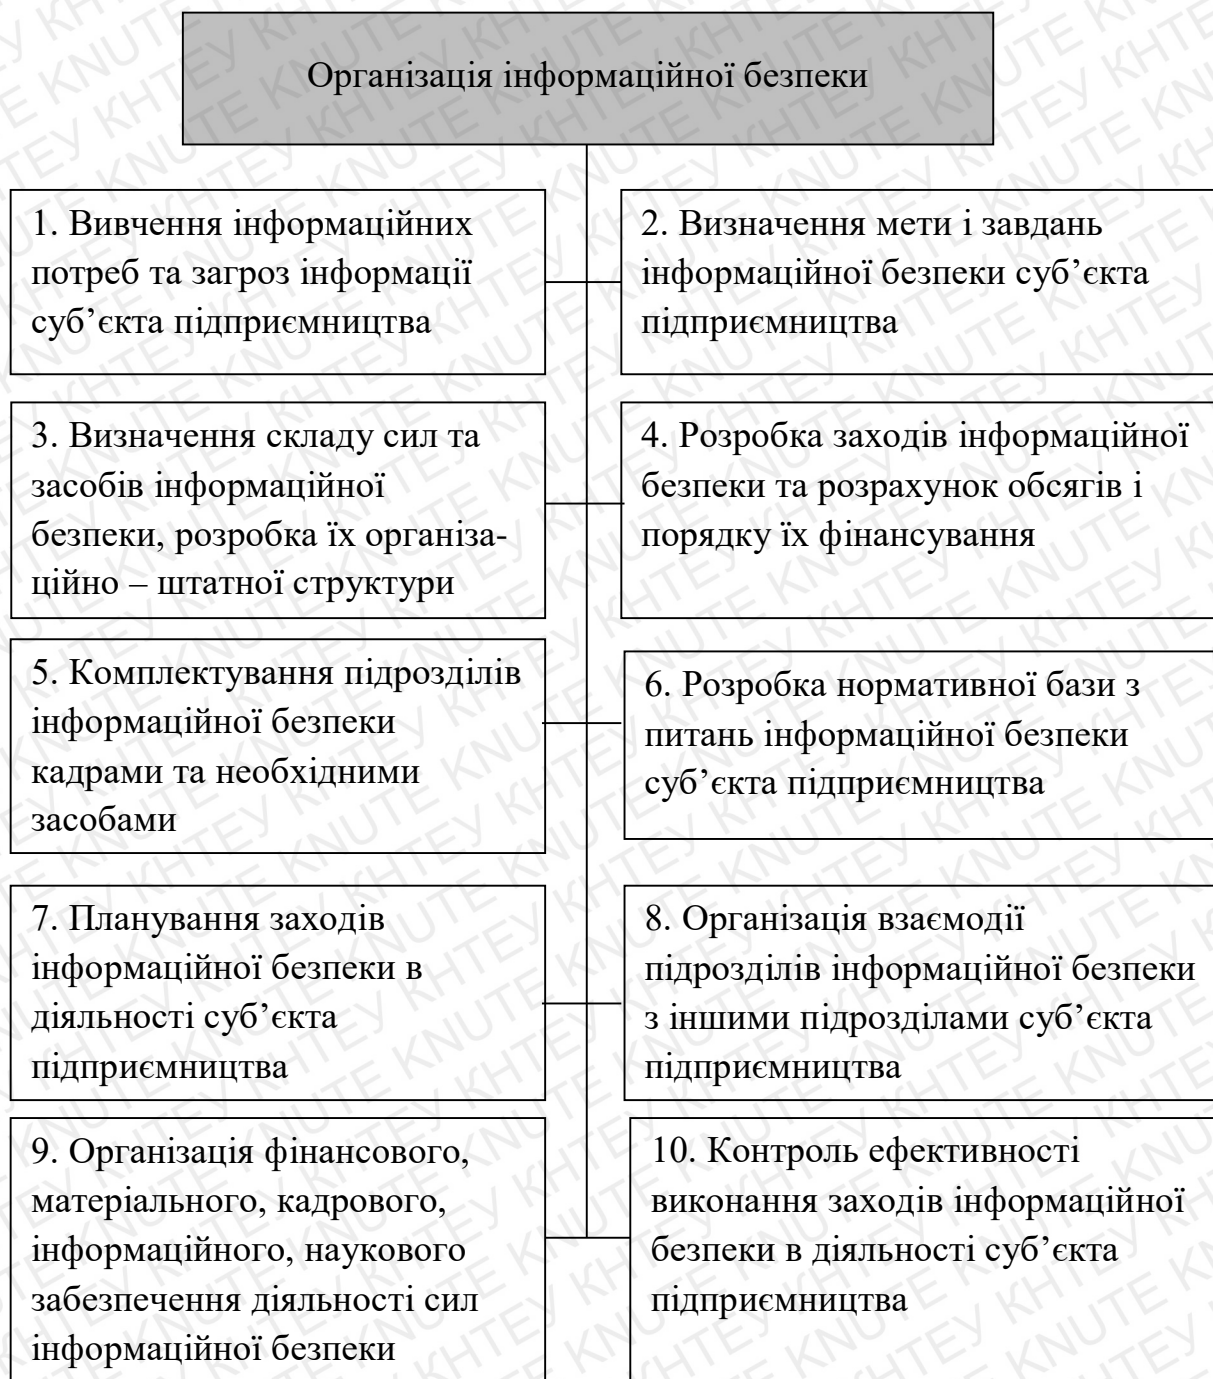 Організація інформаційної безпеки
1. Вивчення інформаційних
потреб та загроз інформації
суб’єкта підприємництва
2. Визначення мети і завдань
інформаційної безпеки суб’єкта
підприємництва
3. Визначення складу сил та
засобів інформаційної
безпеки, розробка їх організа-
ційно – штатної структури
4. Розробка заходів інформаційної
безпеки та розрахунок обсягів і
порядку їх фінансування
5. Комплектування підрозділів
інформаційної безпеки
кадрами та необхідними
засобами
6. Розробка нормативної бази з
питань інформаційної безпеки
суб’єкта підприємництва
7. Планування заходів
інформаційної безпеки в
діяльності суб’єкта
підприємництва
8. Організація взаємодії
підрозділів інформаційної безпеки
з іншими підрозділами суб’єкта
підприємництва
9. Організація фінансового,
матеріального, кадрового,
інформаційного, наукового
забезпечення діяльності сил
інформаційної безпеки
10. Контроль ефективності
виконання заходів інформаційної
безпеки в діяльності суб’єкта
підприємництва